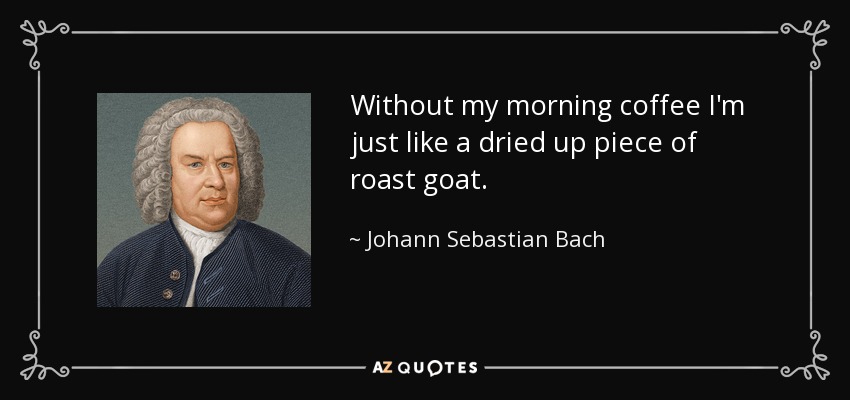 Without my morning coffee I'm
just like a dried up piece of
roast goat.
~ Johann Sebastian Bach
AZ QUOTES